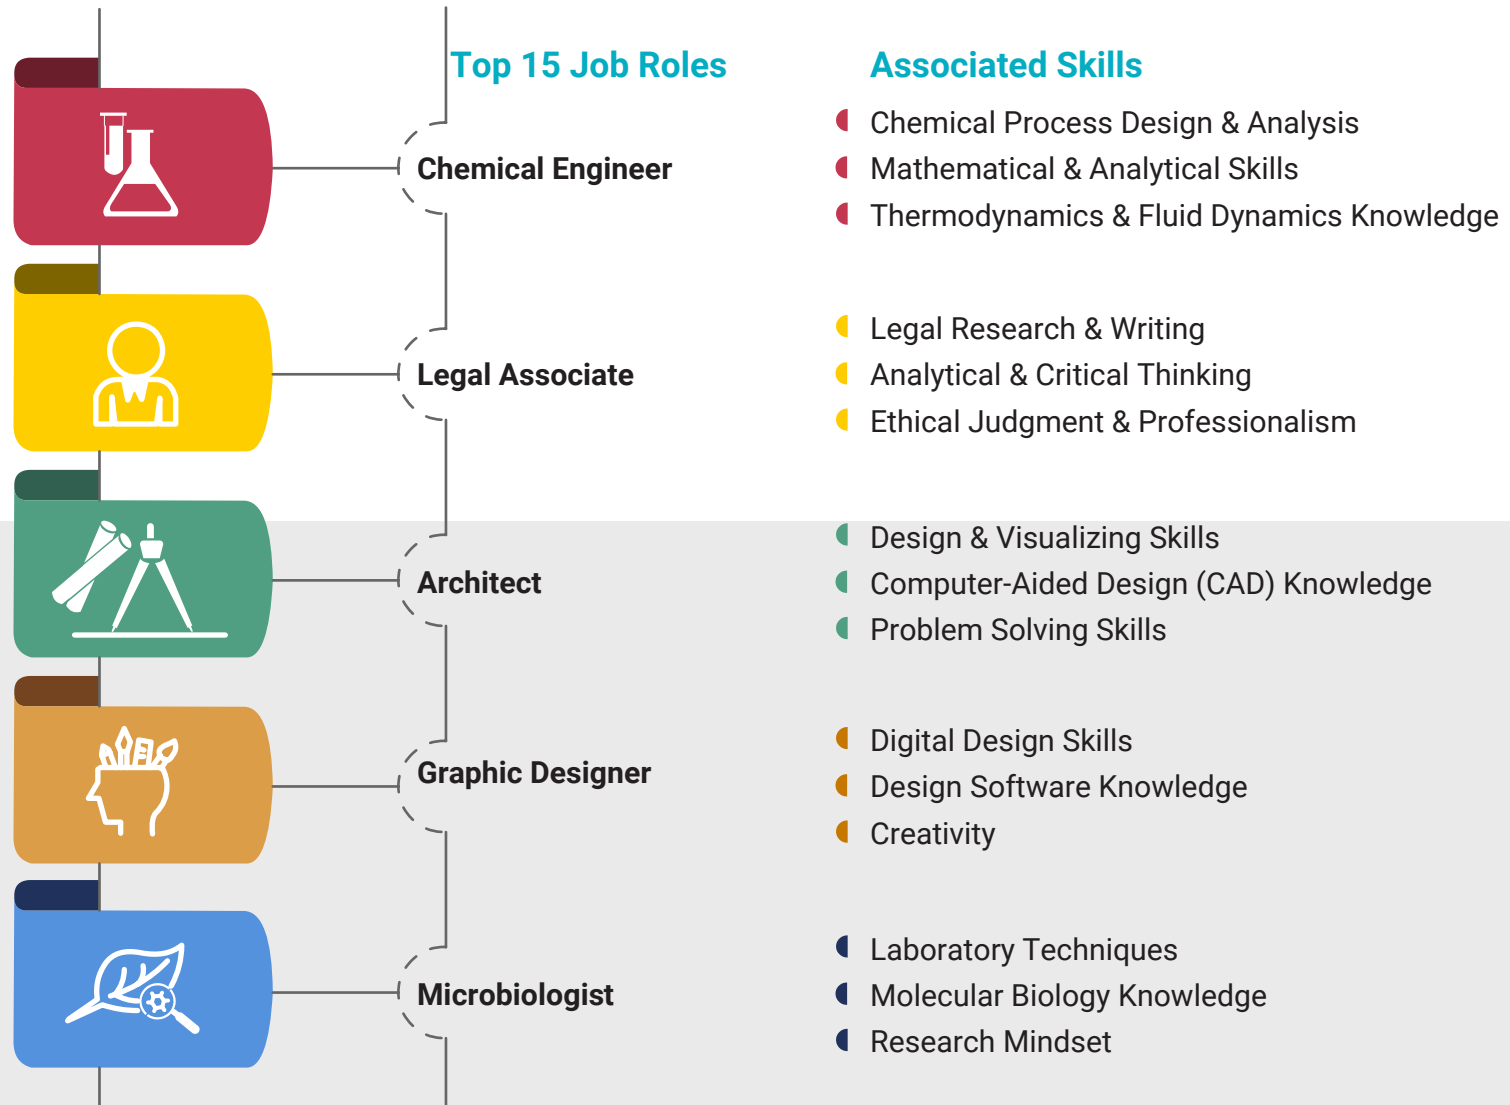 Top 15 Job Roles
Associated Skills
Chemical Engineer
Chemical Process Design & Analysis
Mathematical & Analytical Skills
Thermodynamics & Fluid Dynamics Knowledge
Legal Associate
Legal Research & Writing
Analytical & Critical Thinking
Ethical Judgment & Professionalism
Architect
Design & Visualizing Skills
Computer-Aided Design (CAD) Knowledge
Problem Solving Skills
Graphic Designer
Digital Design Skills
Design Software Knowledge
Creativity
Microbiologist
Laboratory Techniques
Molecular Biology Knowledge
Research Mindset